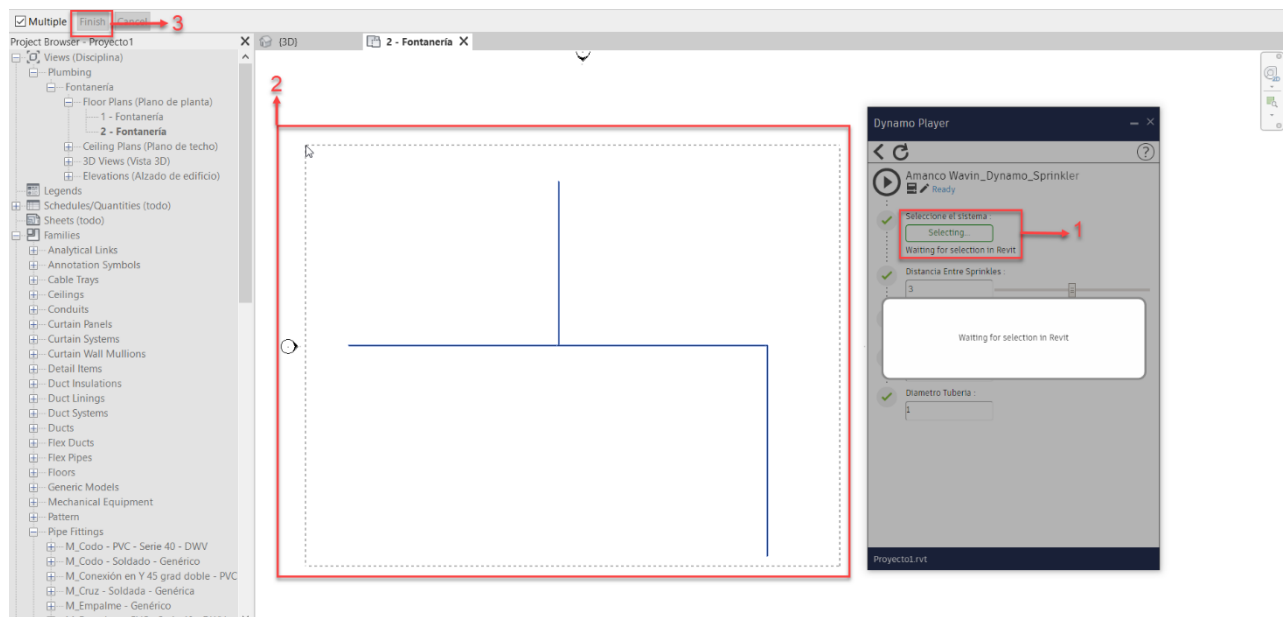 Multiple Finish Cancel 3
Project Browser - Proyecto1
{3D}
2 - Fontanería
Views (Disciplina)
Plumbing
Fontanería
Floor Plans (Plano de planta)
1 - Fontanería
2 - Fontanería
Ceiling Plans (Plano de techo)
3D Views (Vista 3D)
Elevations (Alzado de edificio)
Legends
Schedules/Quantities (todo)
Sheets (todo)
Families
Analytical Links
Annotation Symbols
Cable Trays
Ceilings
Conduits
Curtain Panels
Curtain Systems
Curtain Wall Mullions
Detail Items
Duct Insulations
Duct Linings
Duct Systems
Ducts
Flex Ducts
Flex Pipes
Floors
Generic Models
Mechanical Equipment
Pattern
Pipe Fittings
M_Codo - PVC - Serie 40 - DWV
M_Codo - Soldado - Genérico
M_Conexión en Y 45 grad doble - PVC
M_Cruz - Soldada - Genérica
M_Empalme - Genérico
2
Dynamo Player
Amanco Wavin_Dynamo_Sprinkler
Ready
Seleccione el sistema :
Selecting...
Waiting for selection in Revit
1
Distancia Entre Sprinkles :
3
Waiting for selection in Revit
Diametro Tuberia :
1
Proyecto1.rvt